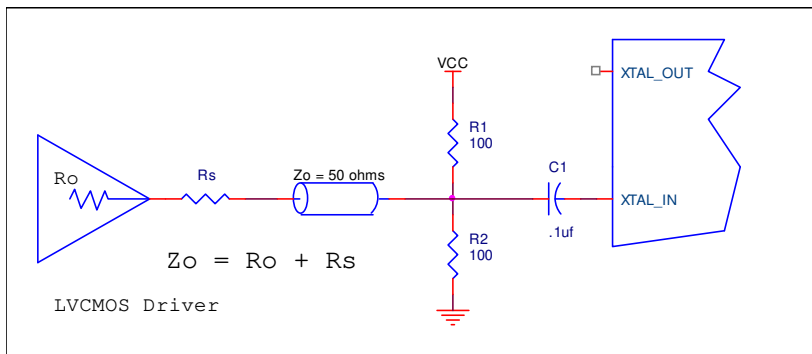 VCC
XTAL_OUT
R1
100
Ro
Rs
Zo = 50 ohms
C1
XTAL_IN
.1uf
R2
100
Zo = Ro + Rs
LVCMOS Driver